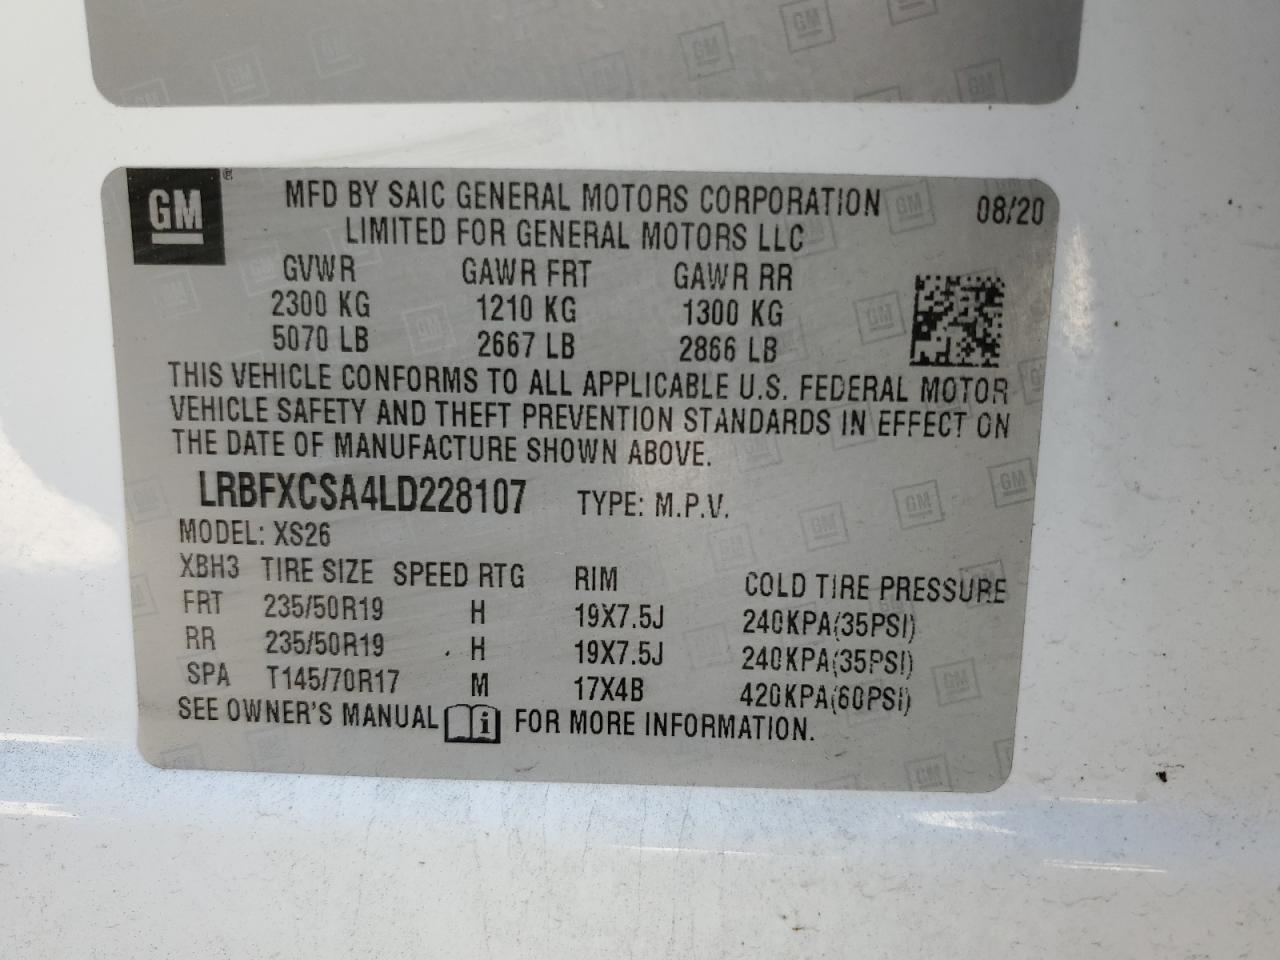 GM
MFD BY SAIC GENERAL MOTORS CORPORATION 08/20
LIMITED FOR GENERAL MOTORS LLC
GVWR GAWR FRT GAWR RR
2300 KG 1210 KG 1300 KG
5070 LB 2667 LB 2866 LB
THIS VEHICLE CONFORMS TO ALL APPLICABLE U.S. FEDERAL MOTOR
VEHICLE SAFETY AND THEFT PREVENTION STANDARDS IN EFFECT ON
THE DATE OF MANUFACTURE SHOWN ABOVE.
LRBFXCSA4LD228107 TYPE: M.P.V.
MODEL: XS26
XBH3 TIRE SIZE SPEED RTG RIM COLD TIRE PRESSURE
FRT 235/50R19 H 19X7.5J 240KPA(35PSI)
RR 235/50R19 H 19X7.5J 240KPA(35PSI)
SPA T145/70R17 M 17X4B 420KPA(60PSI)
SEE OWNER'S MANUAL i FOR MORE INFORMATION.